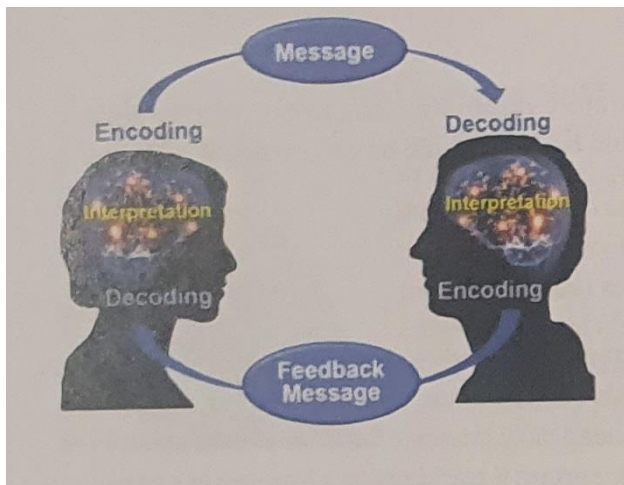 Message
Encoding
Decoding
Interpretation
Interpretation
Decoding
Encoding
Feedback
Message